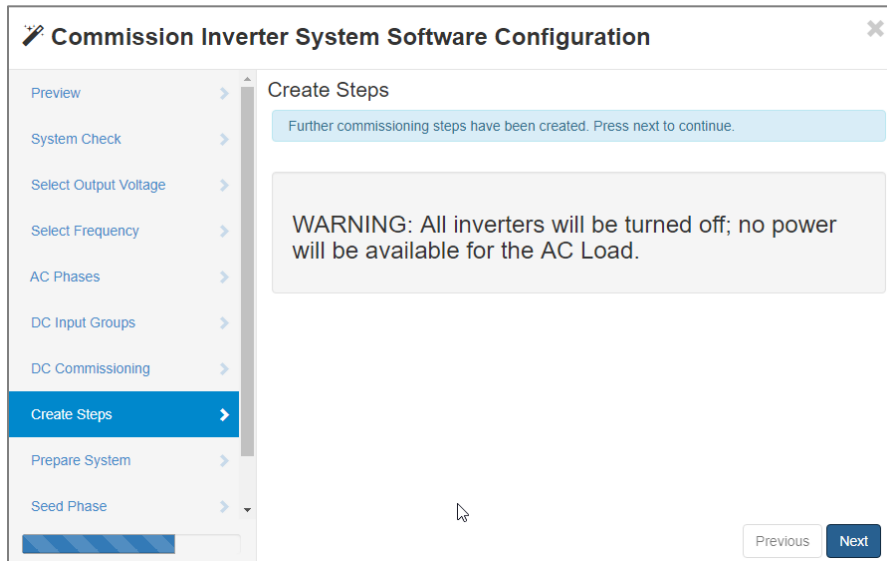 Commission Inverter System Software Configuration
Preview
System Check
Select Output Voltage
Select Frequency
AC Phases
DC Input Groups
DC Commissioning
Create Steps
Prepare System
Seed Phase
Create Steps
Further commissioning steps have been created. Press next to continue.
WARNING: All inverters will be turned off; no power
will be available for the AC Load.
Previous
Next